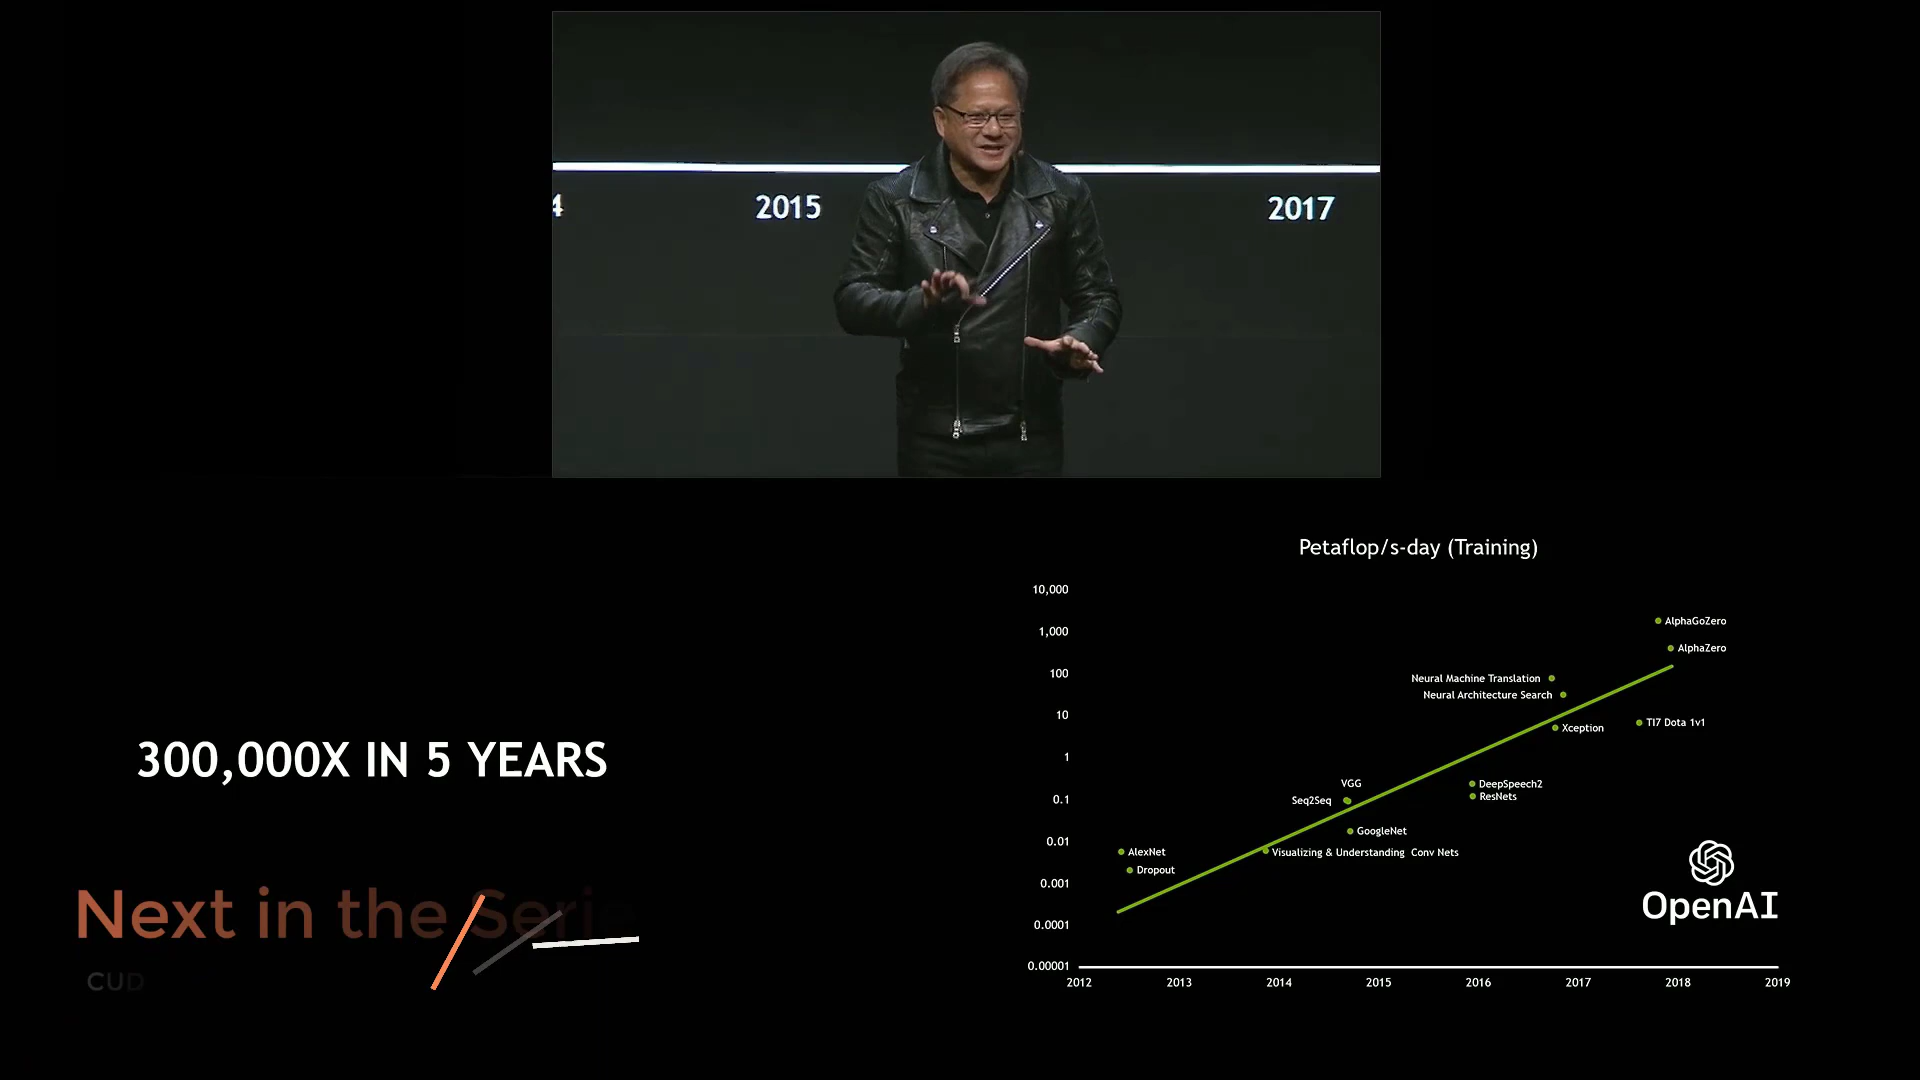 4
2015
2017
Petaflop/s-day (Training)
10,000
1,000
100
10
1
0.1
0.01
0.001
0.0001
0.00001
AlphaGoZero
AlphaZero
Neural Machine Translation
Neural Architecture Search
Xception
TI7 Dota 1v1
VGG
Seq2Seq
DeepSpeech2
ResNets
GoogleNet
AlexNet
Visualizing & Understanding Conv Nets
Dropout
OpenAI
2012 2013 2014 2015 2016 2017 2018 2019
300,000X IN 5 YEARS
Next in the Serie
CUD